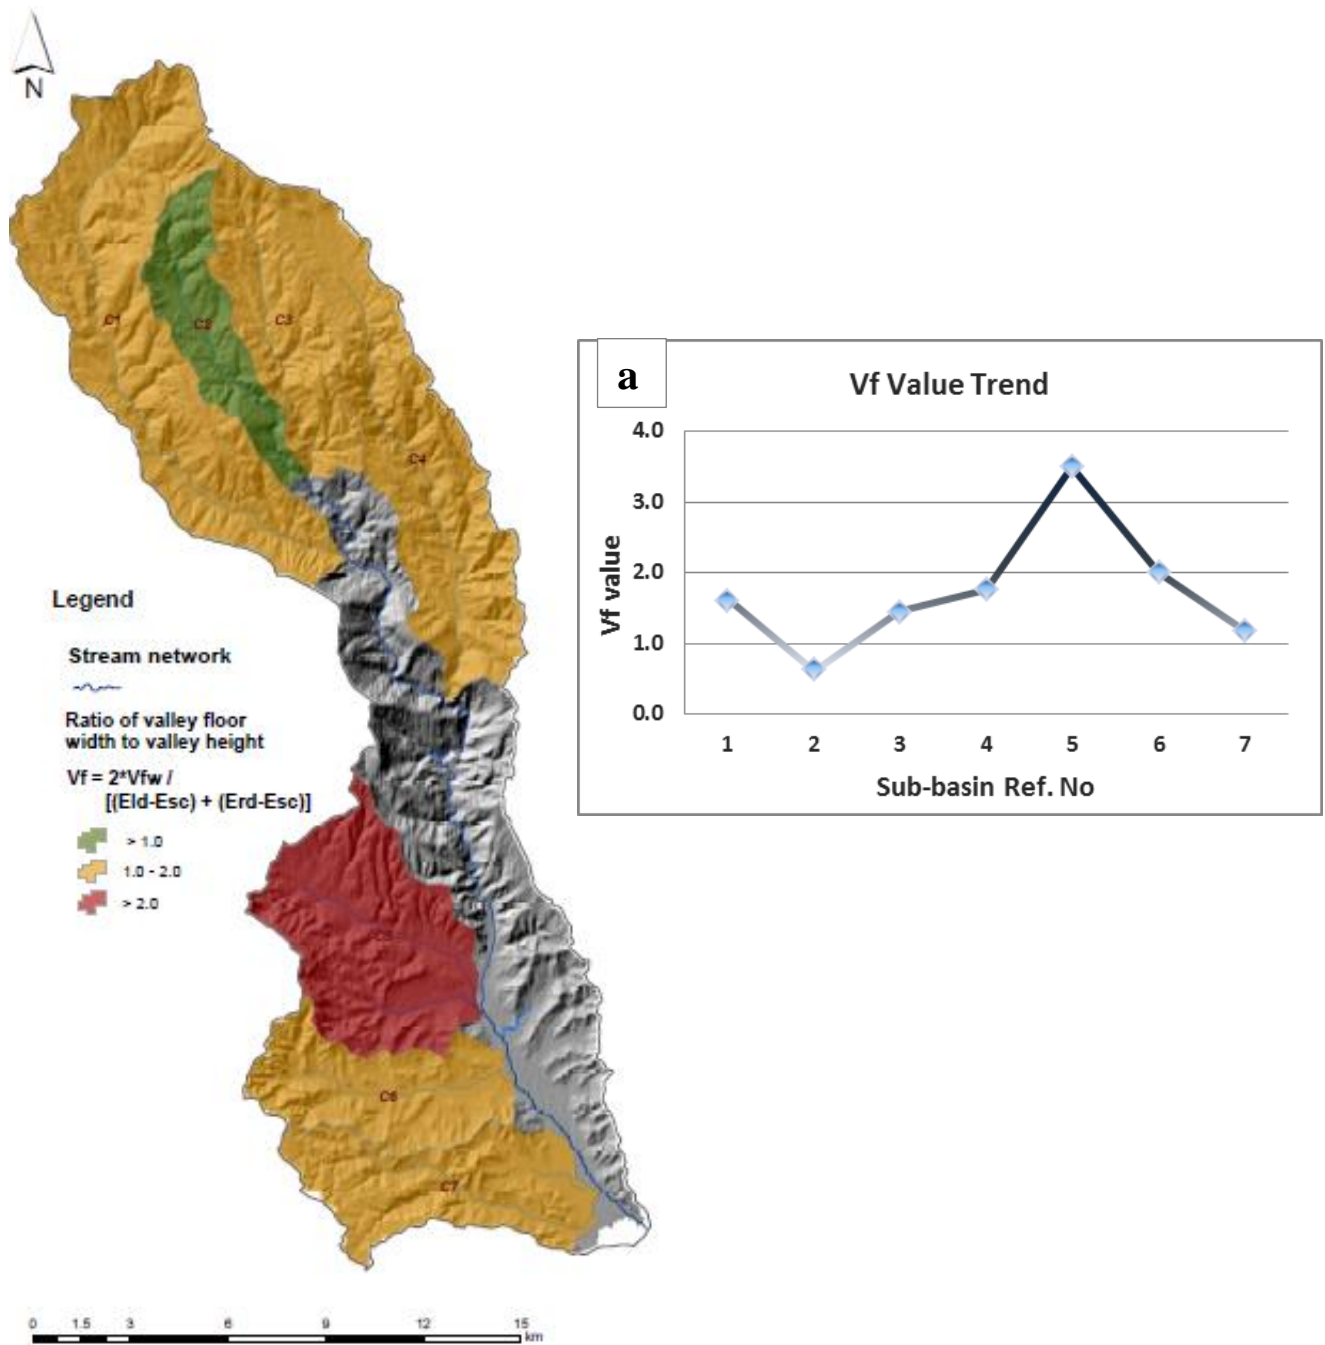 N
C1
C2
C3
C4
Legend
Stream network
Ratio of valley floor
width to valley height
Vf = 2*Vfw /
[(Eld-Esc) + (Erd-Esc)]
> 1.0
1.0 - 2.0
> 2.0
C6
C7
0 1.5 3 6 9 12 15
km
a
Vf Value Trend
Vf value
4.0
3.0
2.0
1.0
0.0
1 2 3 4 5 6 7
Sub-basin Ref. No